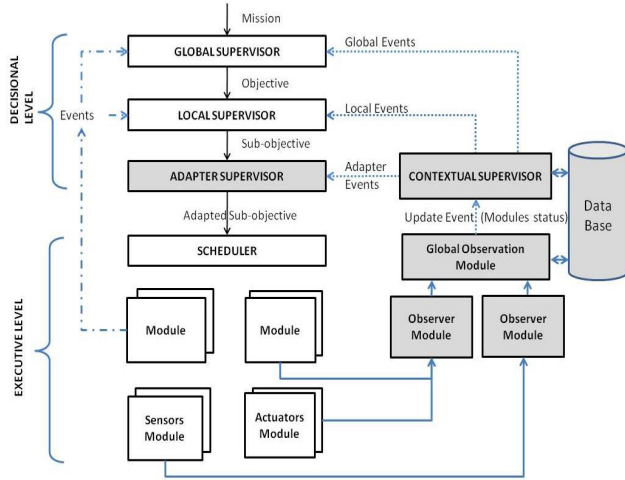 Mission
GLOBAL SUPERVISOR
Global Events
Objective
DECISIONAL
LEVEL
Events
LOCAL SUPERVISOR
Local Events
Sub-objective
ADAPTER SUPERVISOR
Adapter
Events
CONTEXTUAL SUPERVISOR
Data
Base
Adapted Sub-objective
Update Event (Modules status)
SCHEDULER
Global Observation
Module
EXECUTIVE LEVEL
Module
Module
Observer
Module
Observer
Module
Sensors
Module
Actuators
Module